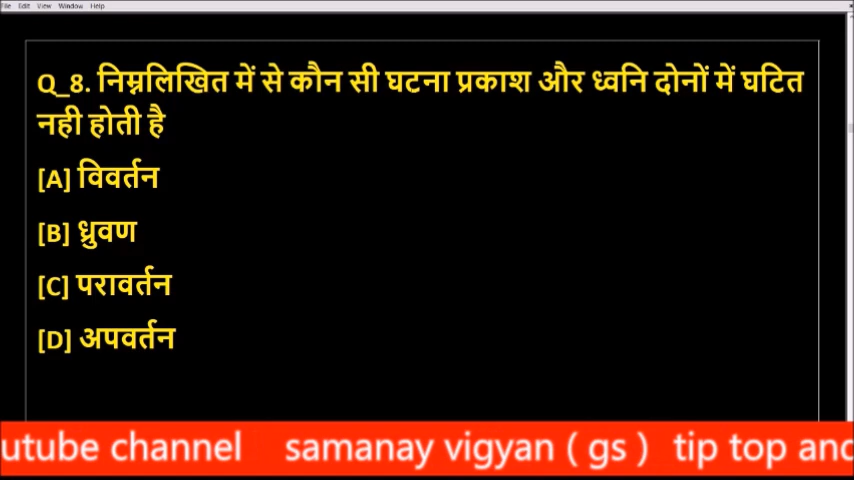 File Edit View Window Help
Q_8. निम्नलिखित में से कौन सी घटना प्रकाश और ध्वनि दोनों में घटित
नही होती है
[A] विवर्तन
[B] ध्रुवण
[C] परावर्तन
[D] अपवर्तन
utube channel samanay vigyan ( gs ) tip top and